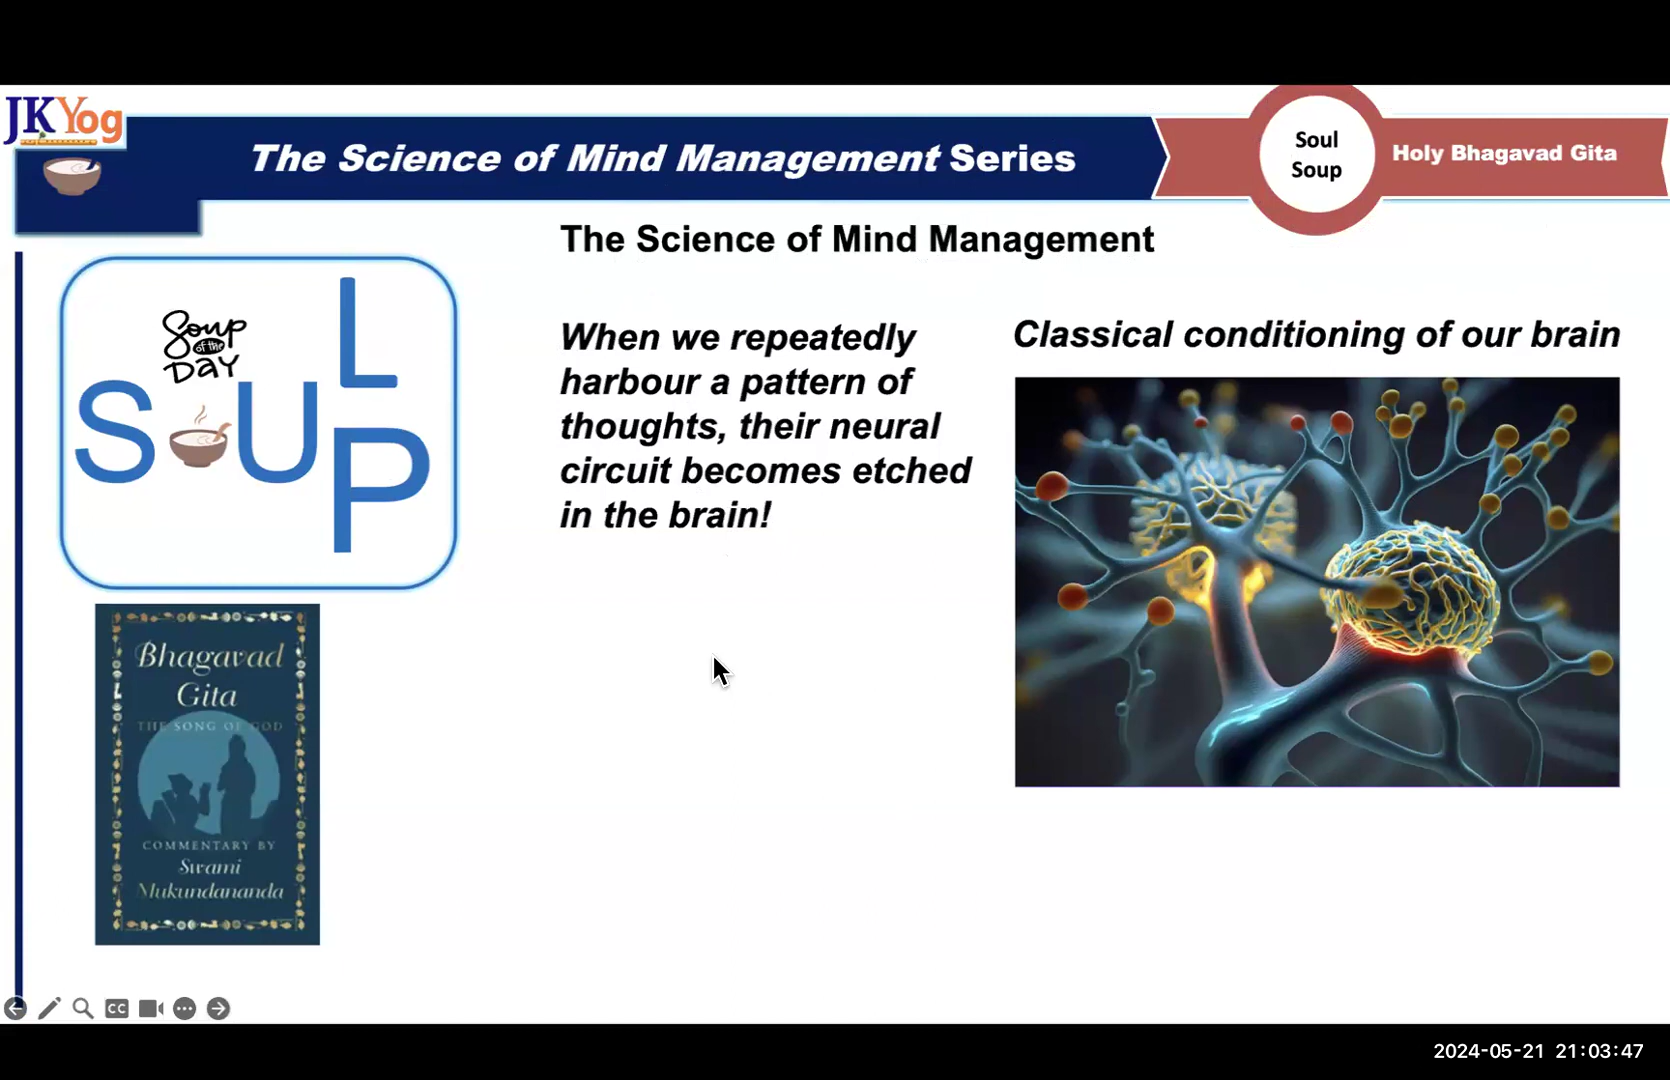 JKYog
The Science of Mind Management Series
Soul
Soup
Holy Bhagavad Gita
The Science of Mind Management
Soup
of the
DAY
L
S U
P
When we repeatedly
harbour a pattern of
thoughts, their neural
circuit becomes etched
in the brain!
Classical conditioning of our brain
Bhagavad
Gita
THE SONG OF GOD
COMMENTARY BY
Swami
Mukundananda
CC
2024-05-21 21:03:47